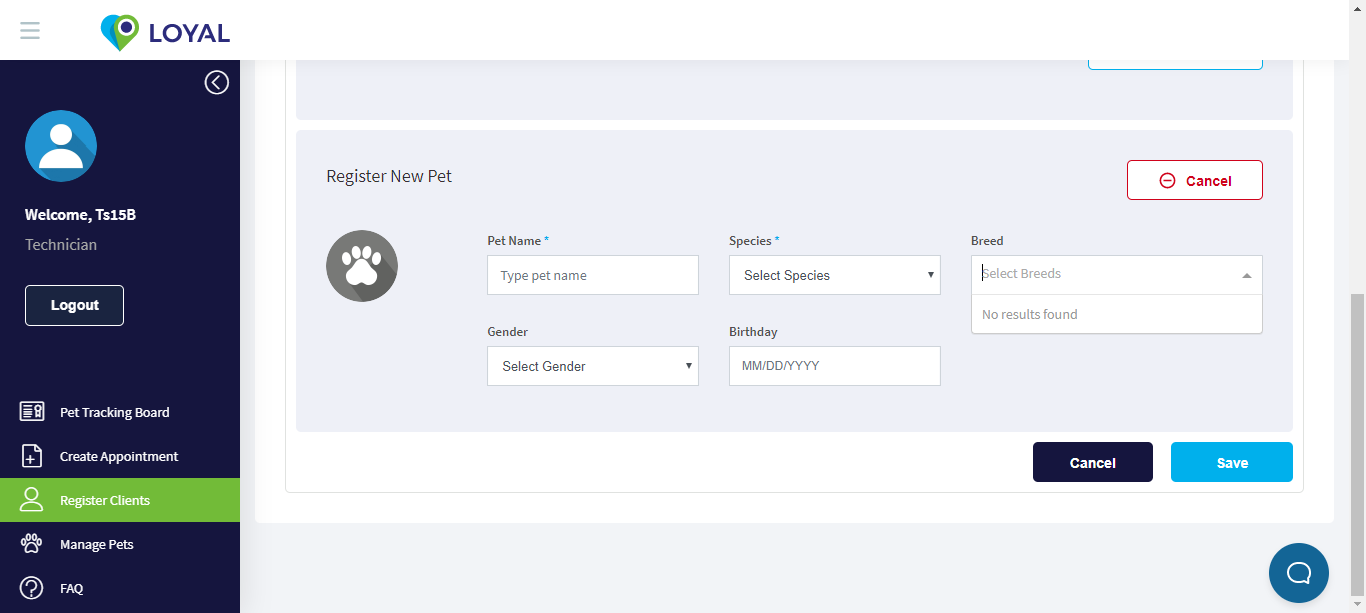 LOYAL
Welcome, Ts15B
Technician
Logout
Pet Tracking Board
Create Appointment
Register Clients
Manage Pets
FAQ
Register New Pet
Cancel
Pet Name *
Species *
Breed
Type pet name
Select Species
Select Breeds
No results found
Gender
Birthday
Select Gender
MM/DD/YYYY
Cancel
Save